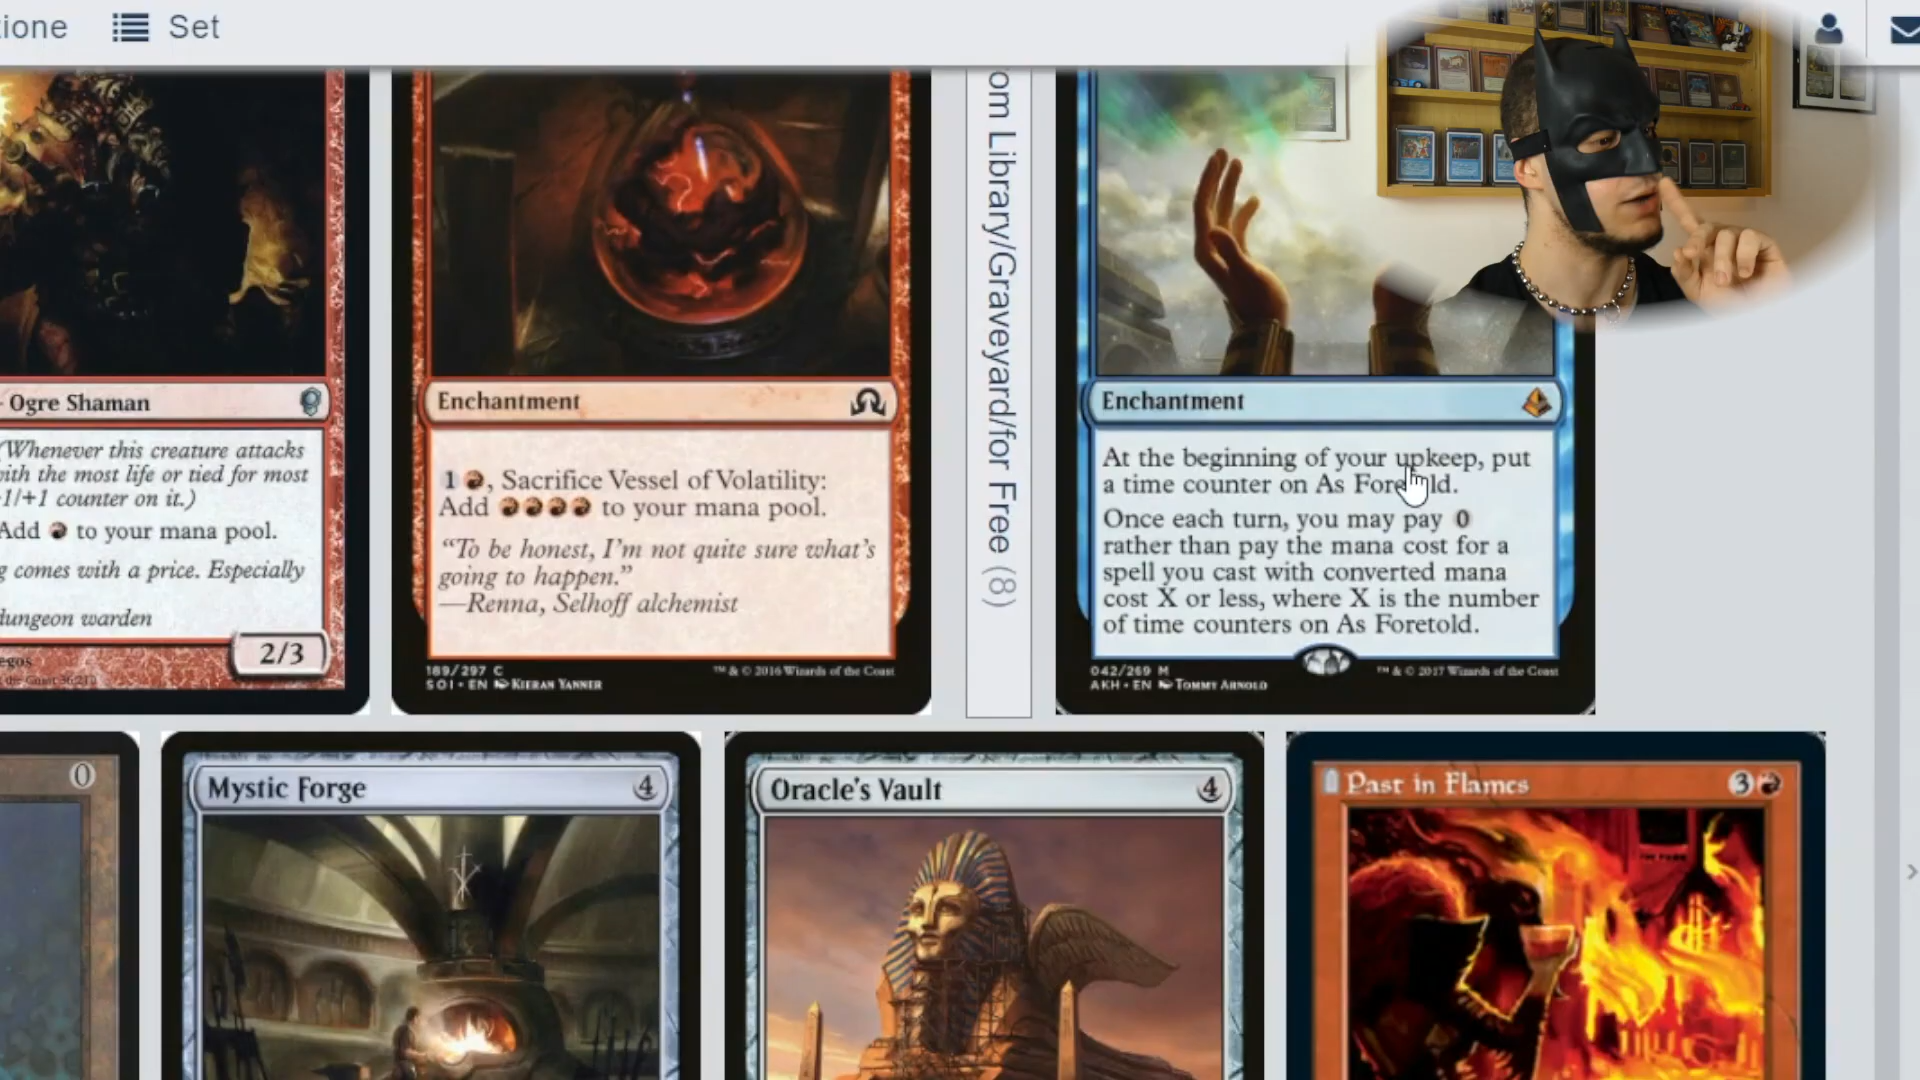 ione
Set
Ogre Shaman
(Whenever this creature attacks
with the most life or tied for most
1/+1 counter on it.)
Add to your mana pool.
g comes with a price. Especially
dungeon warden
2/3
egos
Enchantment
1 , Sacrifice Vessel of Volatility:
Add to your mana pool.
“To be honest, I’m not quite sure what’s
going to happen.”
—Renna, Selhoff alchemist
189/297 C
SOI • EN KIERAN YANNER
™ & © 2016 Wizards of the Coast
om Library/Graveyard/for Free (8)
Enchantment
At the beginning of your upkeep, put
a time counter on As Foretold.
Once each turn, you may pay 0
rather than pay the mana cost for a
spell you cast with converted mana
cost X or less, where X is the number
of time counters on As Foretold.
042/269 M
AKH • EN TOMMY ARNOLD
™ & © 2017 Wizards of the Coast
0
Mystic Forge 4
Oracle’s Vault 4
Past in Flames 3